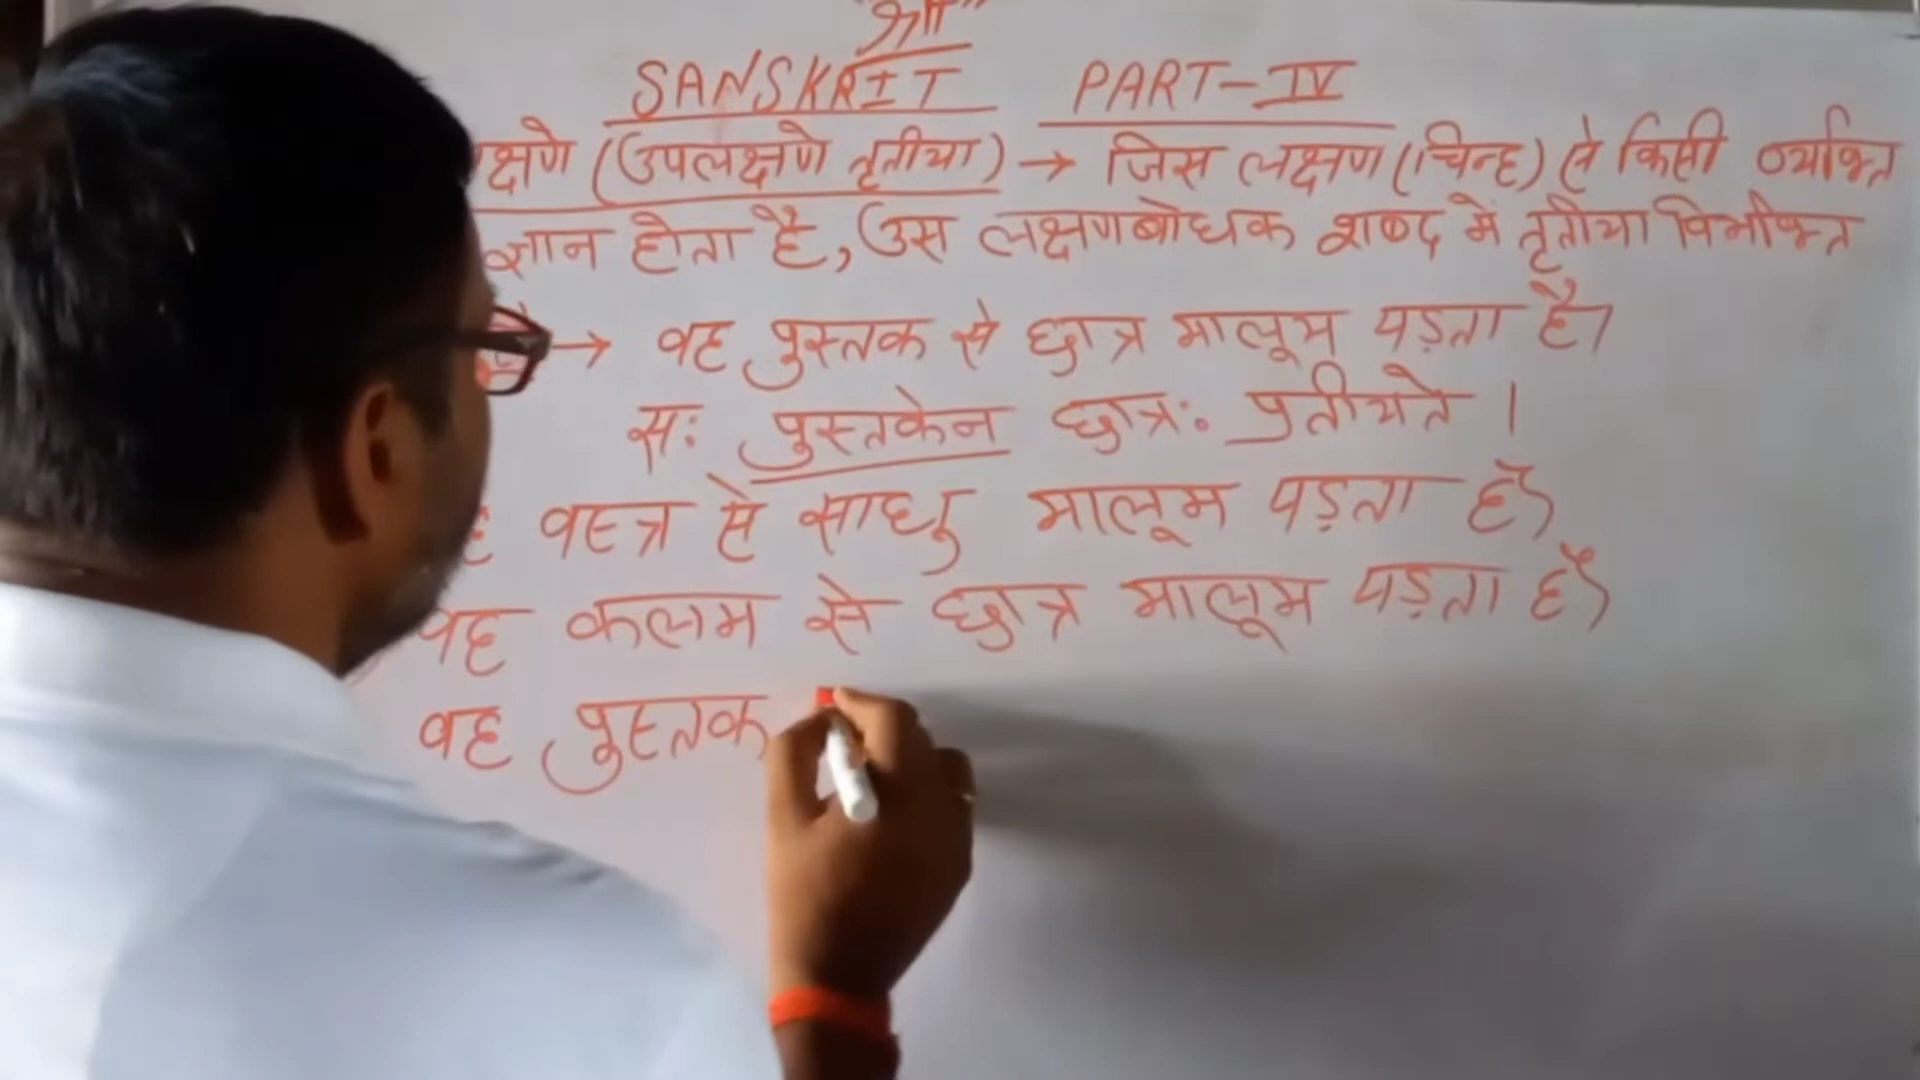 "श्री"
SANSKRIT PART-IV
क्षणे (उपलक्षणे तृतीया) → जिस लक्षण (चिन्ह) से किसी व्यक्ति
ज्ञान होता है, उस लक्षणबोधक शब्द में तृतीया विभक्ति
→ वह पुस्तक से छात्र मालूम पड़ता है।
सः पुस्तकेन छात्रः प्रतीयते ।
वस्त्र से साधु मालूम पड़ता है।
वह कलम से छात्र मालूम पड़ता है।
वह पुस्तक